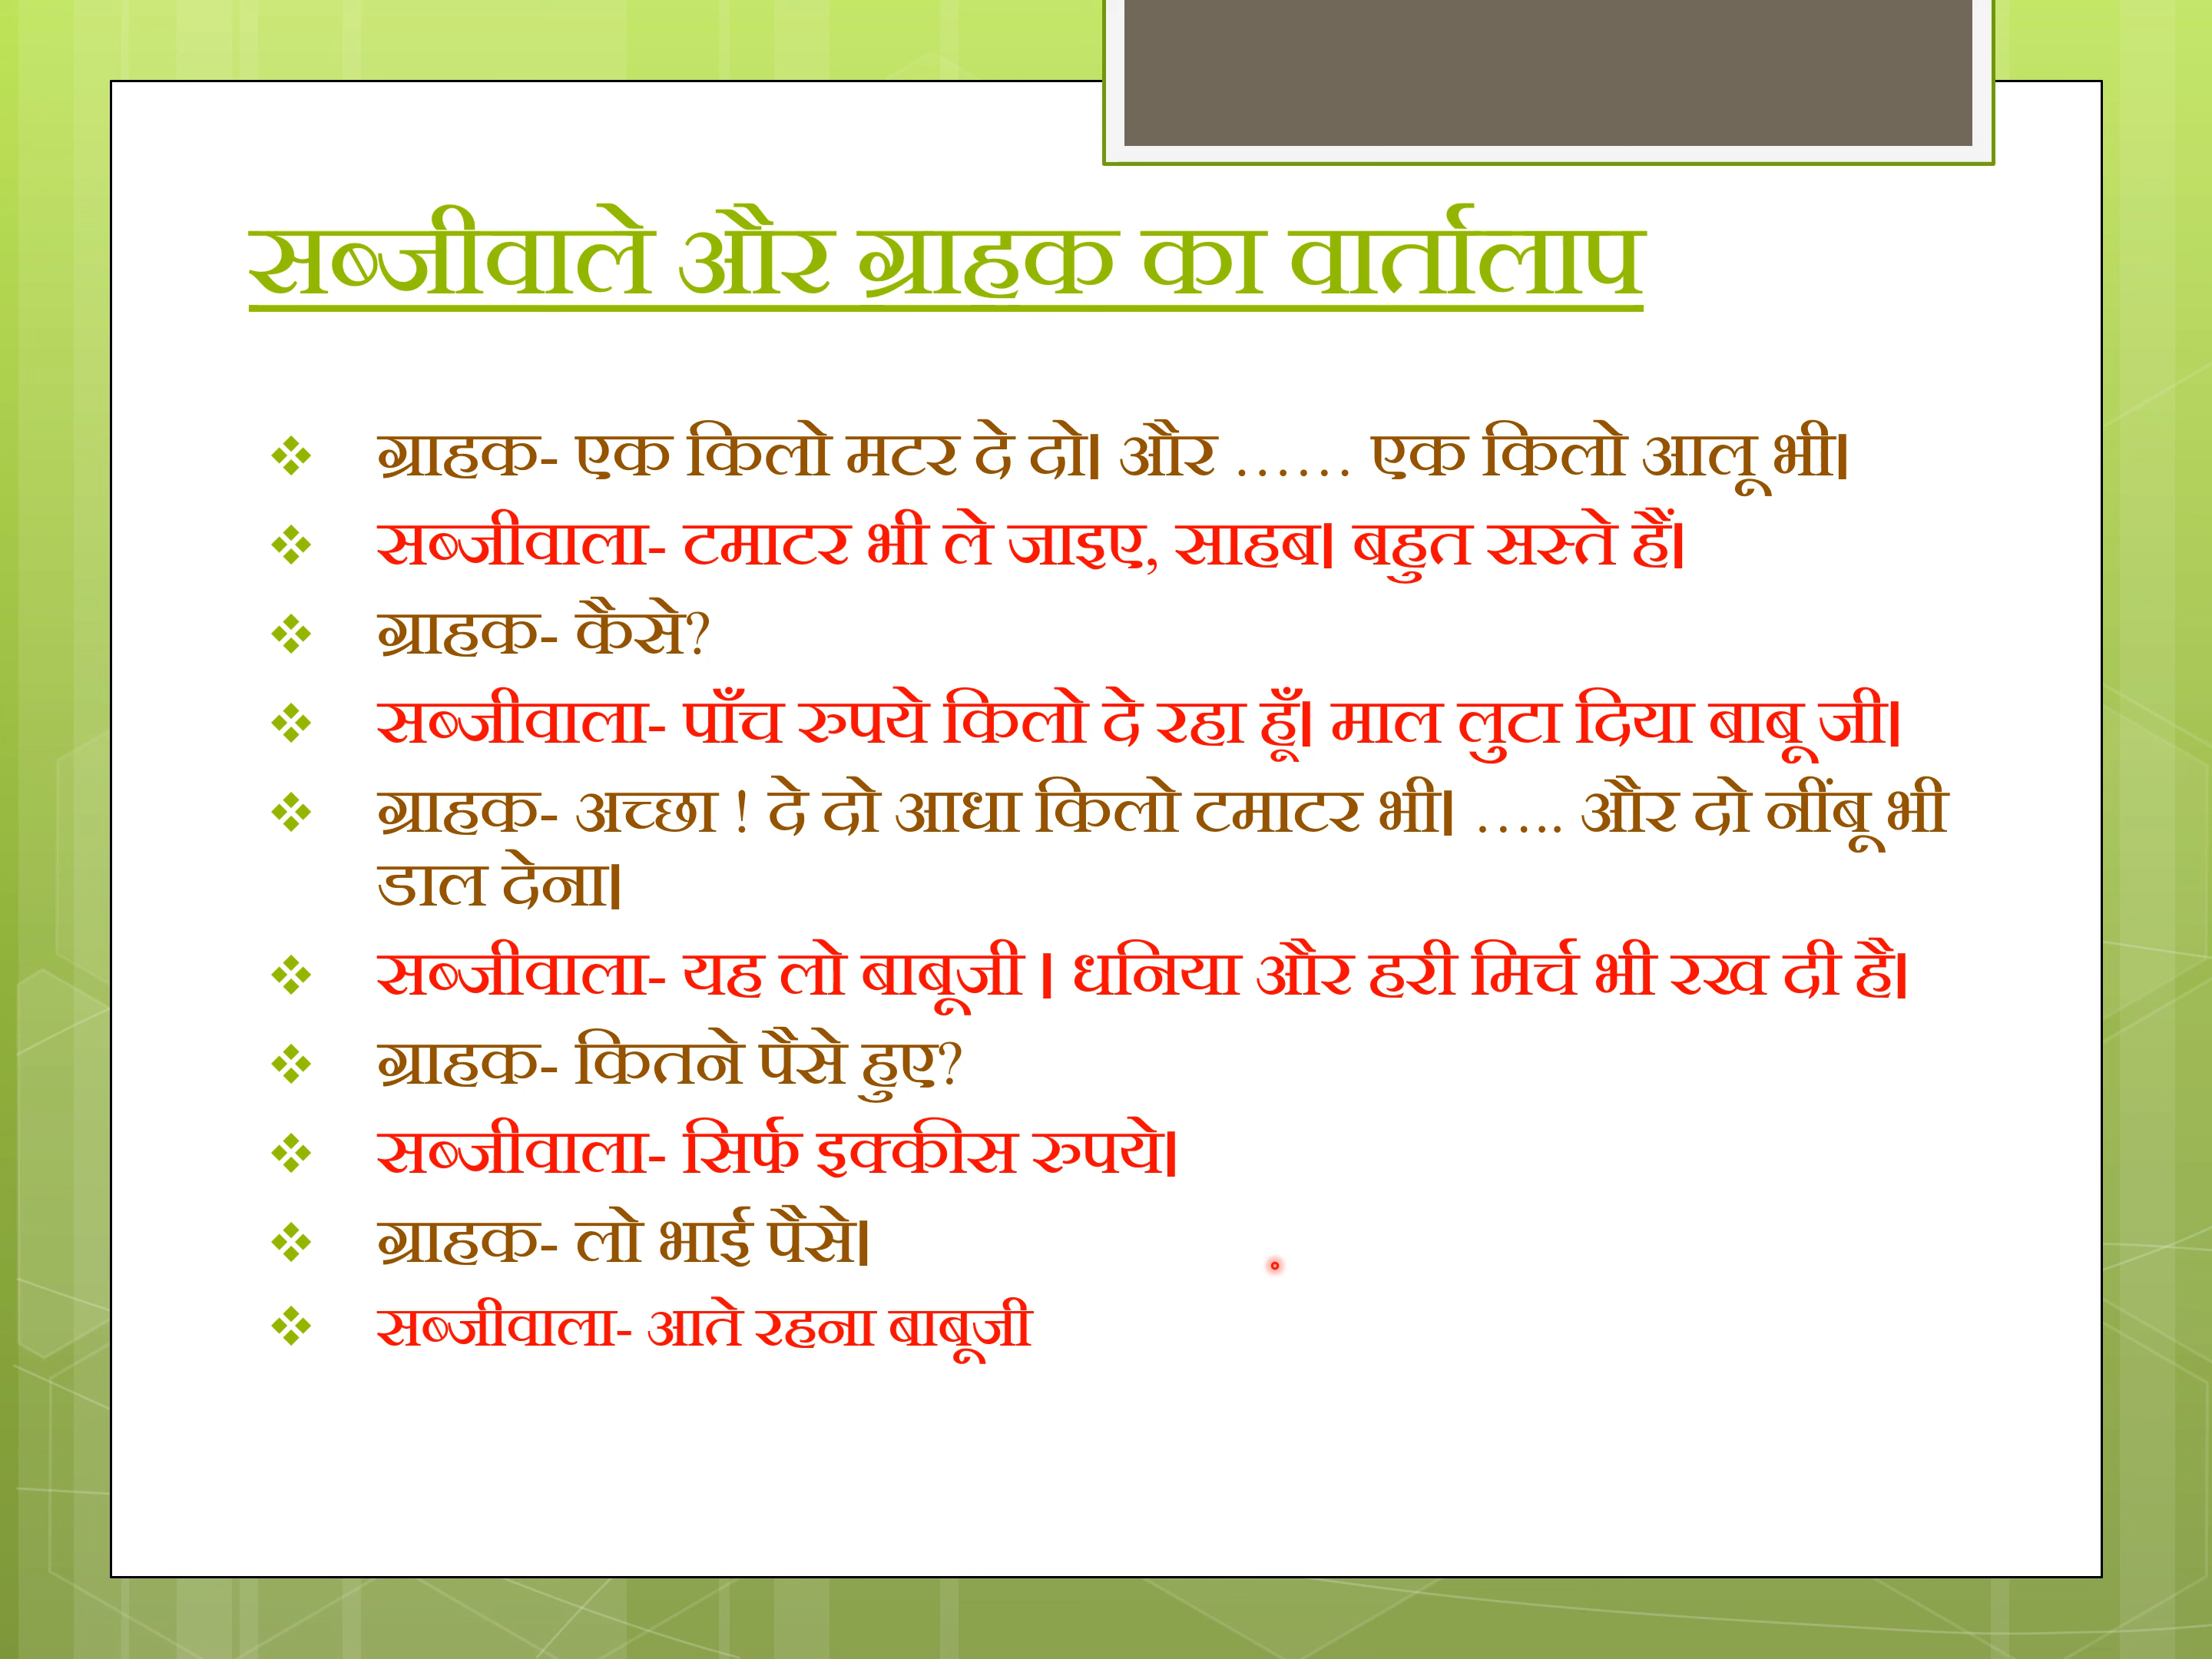 सब्जीवाले और ग्राहक का वार्तालाप
ग्राहक- एक किलो मटर दे दो। और ...... एक किलो आलू भी।
सब्जीवाला- टमाटर भी ले जाइए, साहब। बहुत सस्ते हैं।
ग्राहक- कैसे?
सब्जीवाला- पाँच रुपये किलो दे रहा हूँ। माल लुटा दिया बाबू जी।
ग्राहक- अच्छा ! दे दो आधा किलो टमाटर भी। ..... और दो नींबू भी
डाल देना।
सब्जीवाला- यह लो बाबूजी । धनिया और हरी मिर्च भी रख दी है।
ग्राहक- कितने पैसे हुए?
सब्जीवाला- सिर्फ इक्कीस रुपये।
ग्राहक- लो भाई पैसे।
सब्जीवाला- आते रहना बाबूजी